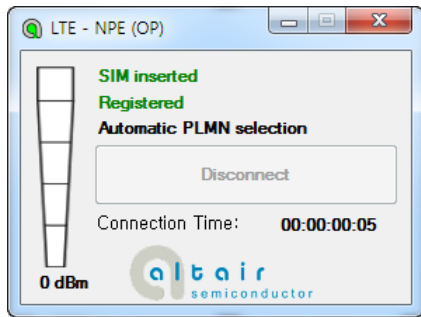 LTE - NPE (OP)
SIM inserted
Registered
Automatic PLMN selection
Disconnect
Connection Time: 00:00:00:05
0 dBm
altair
semiconductor